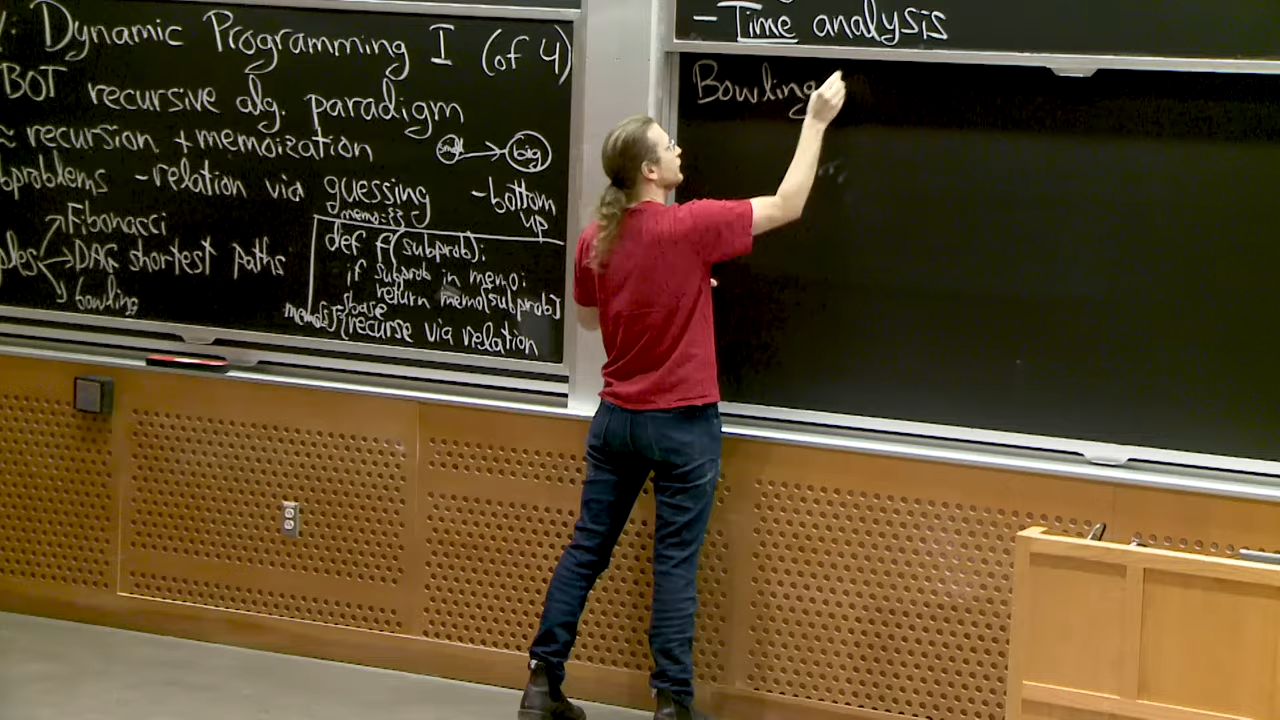 : Dynamic Programming I (of 4)
BOT recursive alg. paradigm
≈ recursion + memoization small → big
bproblems - relation via guessing - bottom up
Fibonacci
DAG shortest paths
bowling
memo={}
def f(subprob):
if subprob in memo:
return memo[subprob]
base
recurse via relation
- Time analysis
Bowling